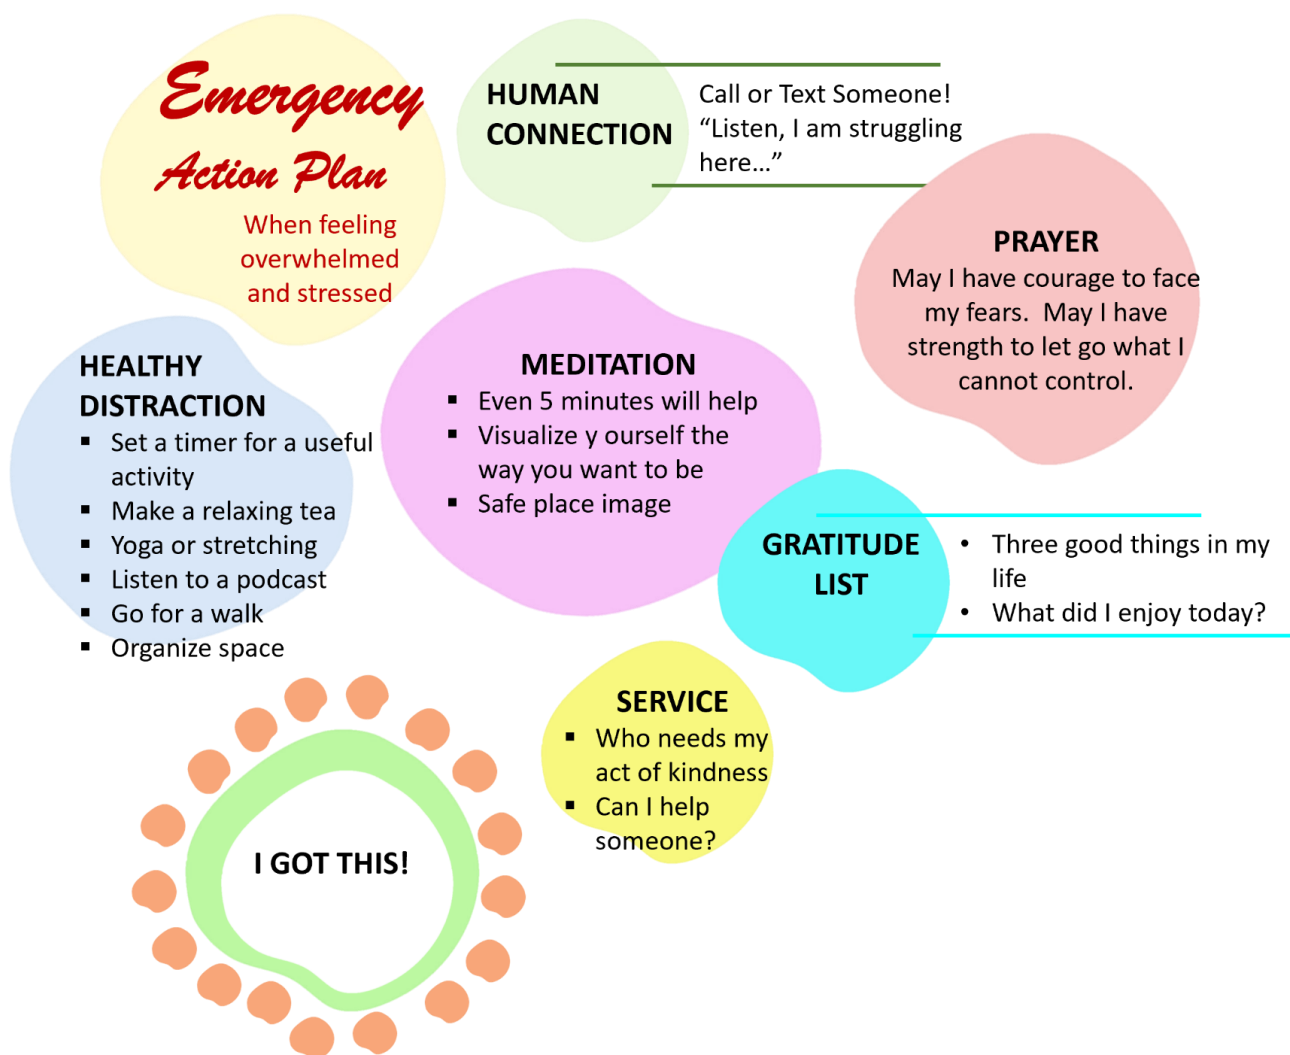 Emergency
Action Plan
When feeling
overwhelmed
and stressed
HUMAN
CONNECTION
Call or Text Someone!
“Listen, I am struggling
here…”
PRAYER
May I have courage to face
my fears.  May I have
strength to let go what I
cannot control.
HEALTHY
DISTRACTION
▪ Set a timer for a useful
activity
▪ Make a relaxing tea
▪ Yoga or stretching
▪ Listen to a podcast
▪ Go for a walk
▪ Organize space
MEDITATION
▪ Even 5 minutes will help
▪ Visualize y ourself the
way you want to be
▪ Safe place image
GRATITUDE
LIST
• Three good things in my
life
• What did I enjoy today?
SERVICE
▪ Who needs my
act of kindness
▪ Can I help
someone?
I GOT THIS!